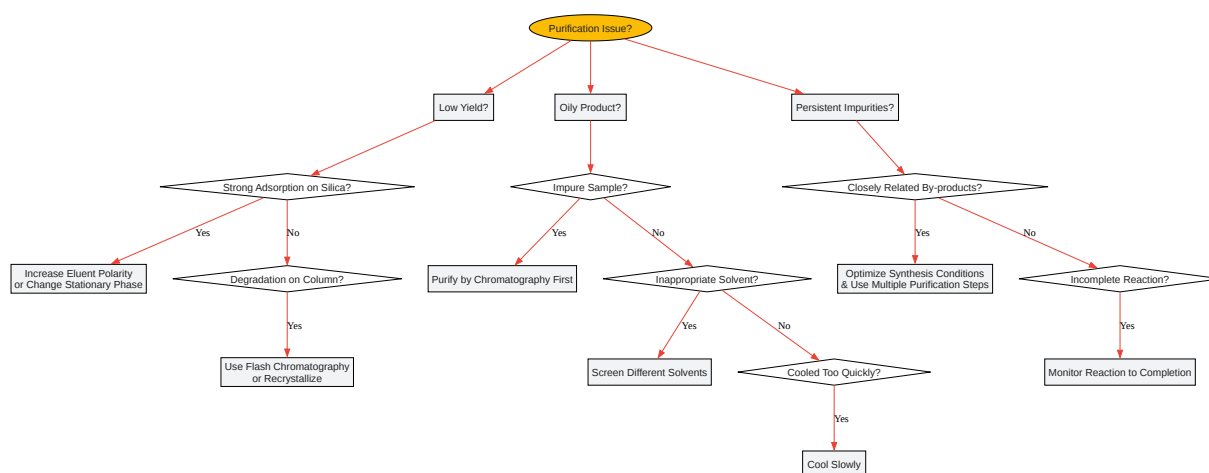 Purification Issue?
Low Yield?
Oily Product?
Persistent Impurities?
Strong Adsorption on Silica?
Impure Sample?
Closely Related By-products?
Yes
No
Yes
No
Yes
No
Increase Eluent Polarity
or Change Stationary Phase
Degradation on Column?
Purify by Chromatography First
Inappropriate Solvent?
Optimize Synthesis Conditions
& Use Multiple Purification Steps
Incomplete Reaction?
Yes
Yes
No
Yes
Use Flash Chromatography
or Recrystallize
Screen Different Solvents
Cooled Too Quickly?
Monitor Reaction to Completion
Yes
Cool Slowly